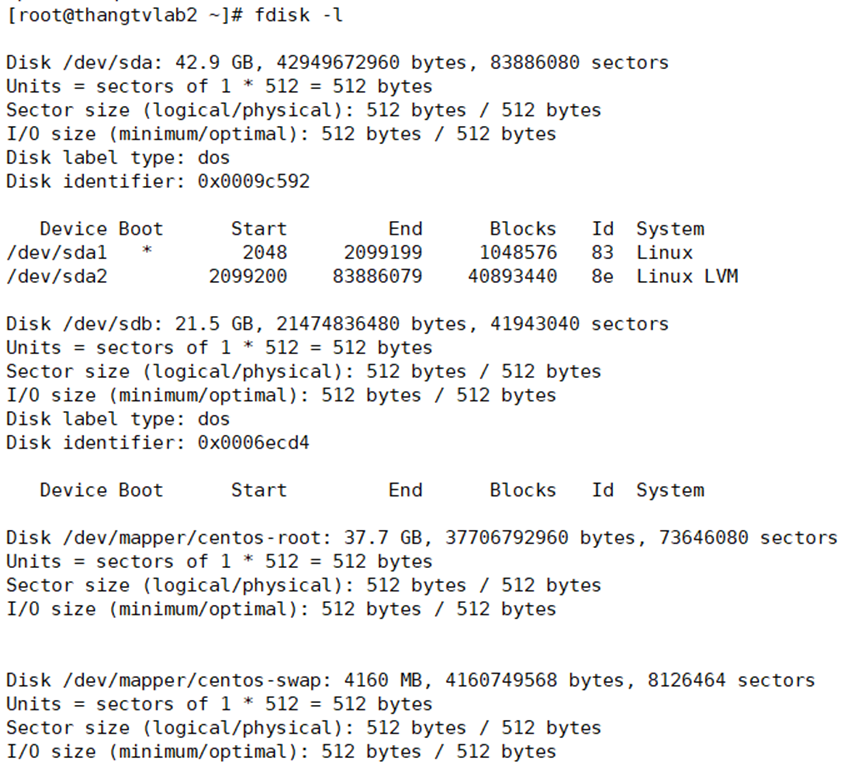 [root@thangtvlab2 ~]# fdisk -l
Disk /dev/sda: 42.9 GB, 42949672960 bytes, 83886080 sectors
Units = sectors of 1 * 512 = 512 bytes
Sector size (logical/physical): 512 bytes / 512 bytes
I/O size (minimum/optimal): 512 bytes / 512 bytes
Disk label type: dos
Disk identifier: 0x0009c592
Device Boot Start End Blocks Id System
/dev/sda1 * 2048 2099199 1048576 83 Linux
/dev/sda2 2099200 83886079 40893440 8e Linux LVM
Disk /dev/sdb: 21.5 GB, 21474836480 bytes, 41943040 sectors
Units = sectors of 1 * 512 = 512 bytes
Sector size (logical/physical): 512 bytes / 512 bytes
I/O size (minimum/optimal): 512 bytes / 512 bytes
Disk label type: dos
Disk identifier: 0x0006ecd4
Device Boot Start End Blocks Id System
Disk /dev/mapper/centos-root: 37.7 GB, 37706792960 bytes, 73646080 sectors
Units = sectors of 1 * 512 = 512 bytes
Sector size (logical/physical): 512 bytes / 512 bytes
I/O size (minimum/optimal): 512 bytes / 512 bytes
Disk /dev/mapper/centos-swap: 4160 MB, 4160749568 bytes, 8126464 sectors
Units = sectors of 1 * 512 = 512 bytes
Sector size (logical/physical): 512 bytes / 512 bytes
I/O size (minimum/optimal): 512 bytes / 512 bytes